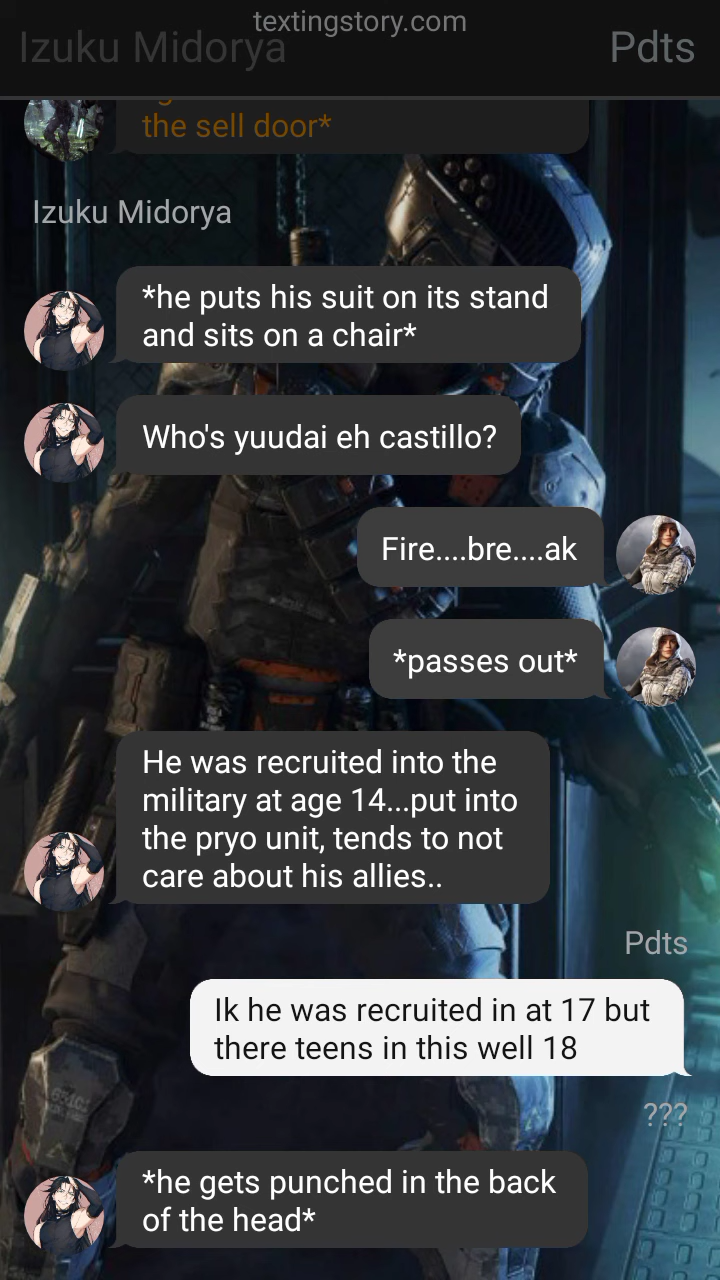 textingstory.com
Izuku Midorya
Pdts
the sell door*
Izuku Midorya
*he puts his suit on its stand
and sits on a chair*
Who's yuudai eh castillo?
Fire....bre....ak
*passes out*
He was recruited into the
military at age 14...put into
the pryo unit, tends to not
care about his allies..
Pdts
Ik he was recruited in at 17 but
there teens in this well 18
???
*he gets punched in the back
of the head*